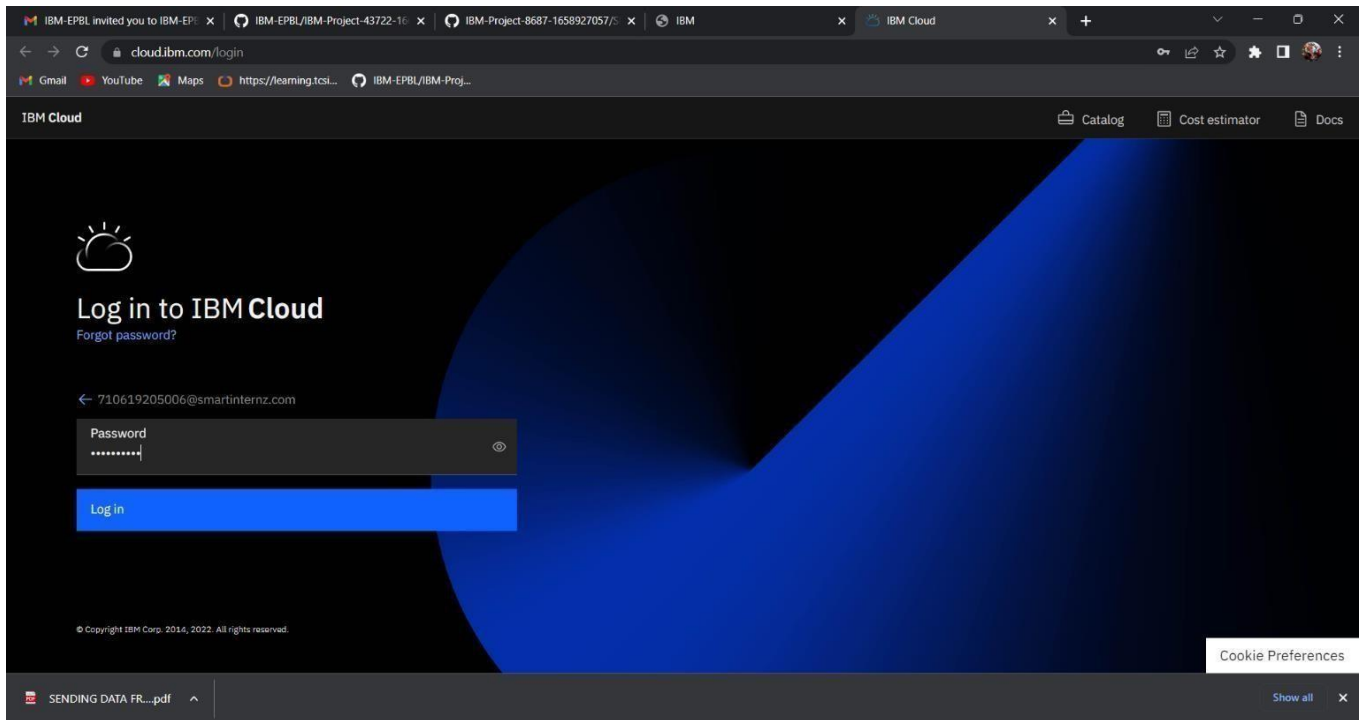 IBM-EPBL invited you to IBM-EPB
IBM-EPBL/IBM-Project-43722-16
IBM-Project-8687-1658927057/S
IBM
IBM Cloud
cloud.ibm.com/login
Gmail
YouTube
Maps
https://learning.tcsi...
IBM-EPBL/IBM-Proj...
IBM Cloud
Catalog
Cost estimator
Docs
Log in to IBM Cloud
Forgot password?
← 710619205006@smartinternz.com
Password
••••••••••
Log in
© Copyright IBM Corp. 2014, 2022. All rights reserved.
Cookie Preferences
SENDING DATA FR....pdf
Show all